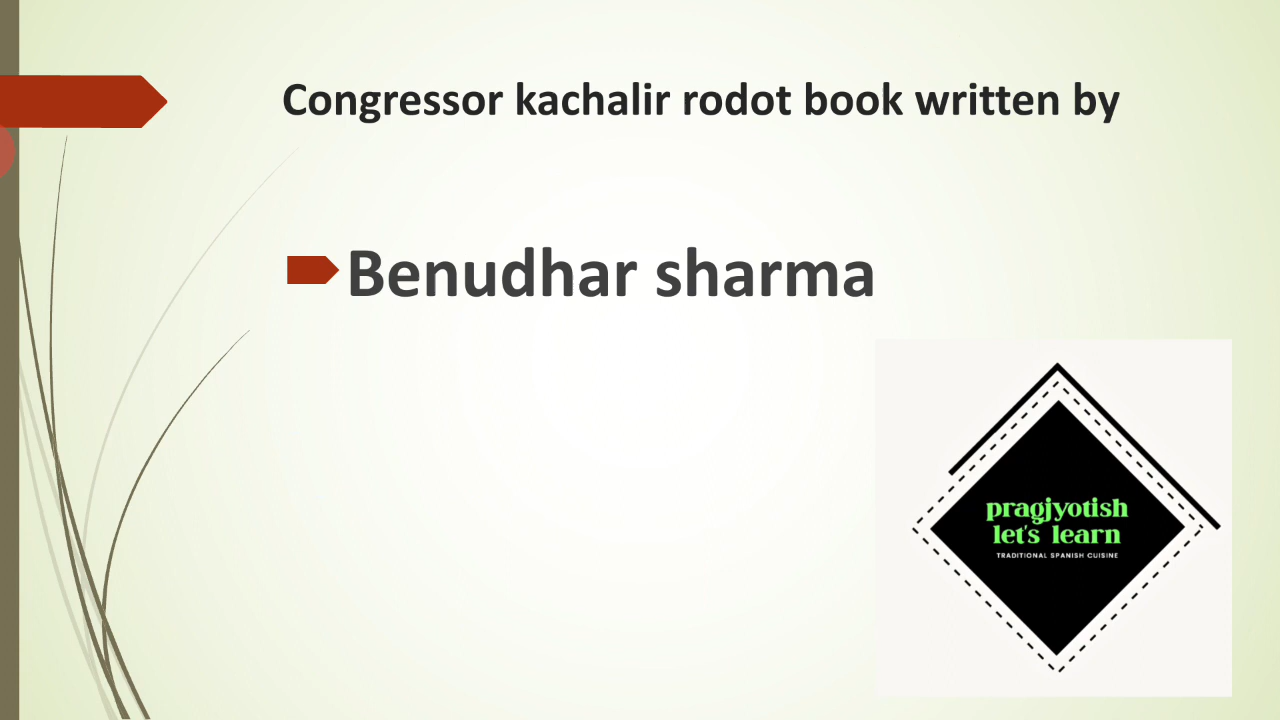 Congressor kachalir rodot book written by
Benudhar sharma
pragjyotish
let's learn
TRADITIONAL SPANISH CUISINE